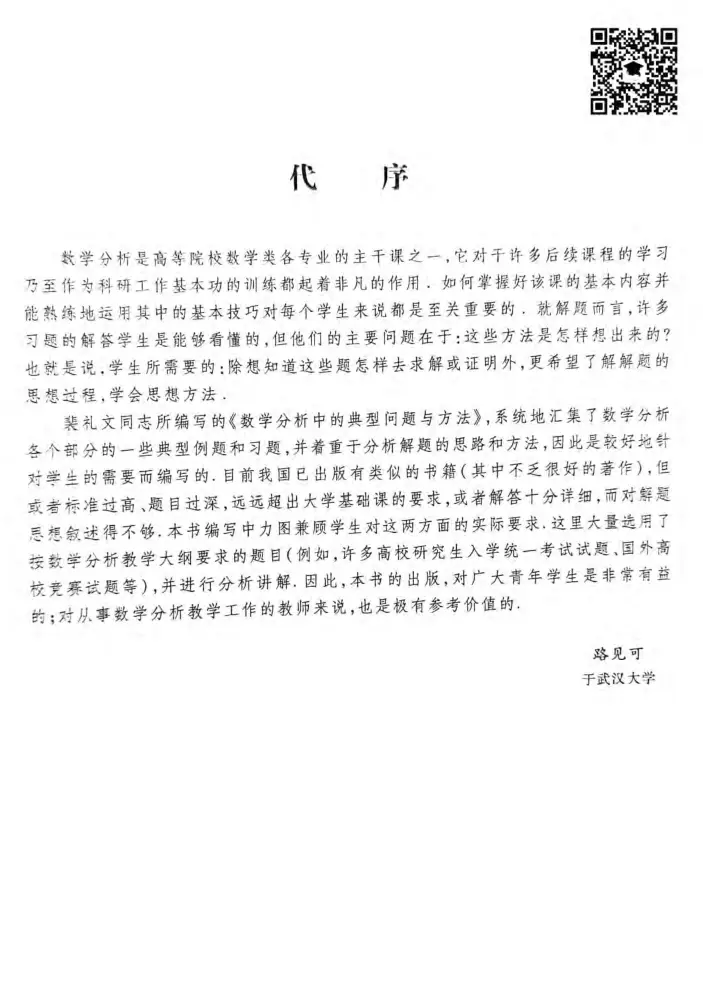 代 序
数学分析是高等院校数学类各专业的主干课之一,它对于许多后续课程的学习
乃至作为科研工作基本功的训练都起着非凡的作用.如何掌握好该课的基本内容并
能熟练地运用其中的基本技巧对每个学生来说都是至关重要的.就解题而言,许多
习题的解答学生是能够看懂的,但他们的主要问题在于:这些方法是怎样想出来的?
也就是说,学生所需要的:除想知道这些题怎样去求解或证明外,更希望了解解题的
思想过程,学会思想方法.
裴礼文同志所编写的《数学分析中的典型问题与方法》,系统地汇集了数学分析
各个部分的一些典型例题和习题,并着重于分析解题的思路和方法,因此是较好地针
对学生的需要而编写的.目前我国已出版有类似的书籍(其中不乏很好的著作),但
或者标准过高、题目过深,远远超出大学基础课的要求,或者解答十分详细,而对解题
思想叙述得不够.本书编写中力图兼顾学生对这两方面的实际要求.这里大量选用了
按数学分析教学大纲要求的题目(例如,许多高校研究生入学统一考试试题、国外高
校竞赛试题等),并进行分析讲解.因此,本书的出版,对广大青年学生是非常有益
的;对从事数学分析教学工作的教师来说,也是极有参考价值的.
路见可
于武汉大学